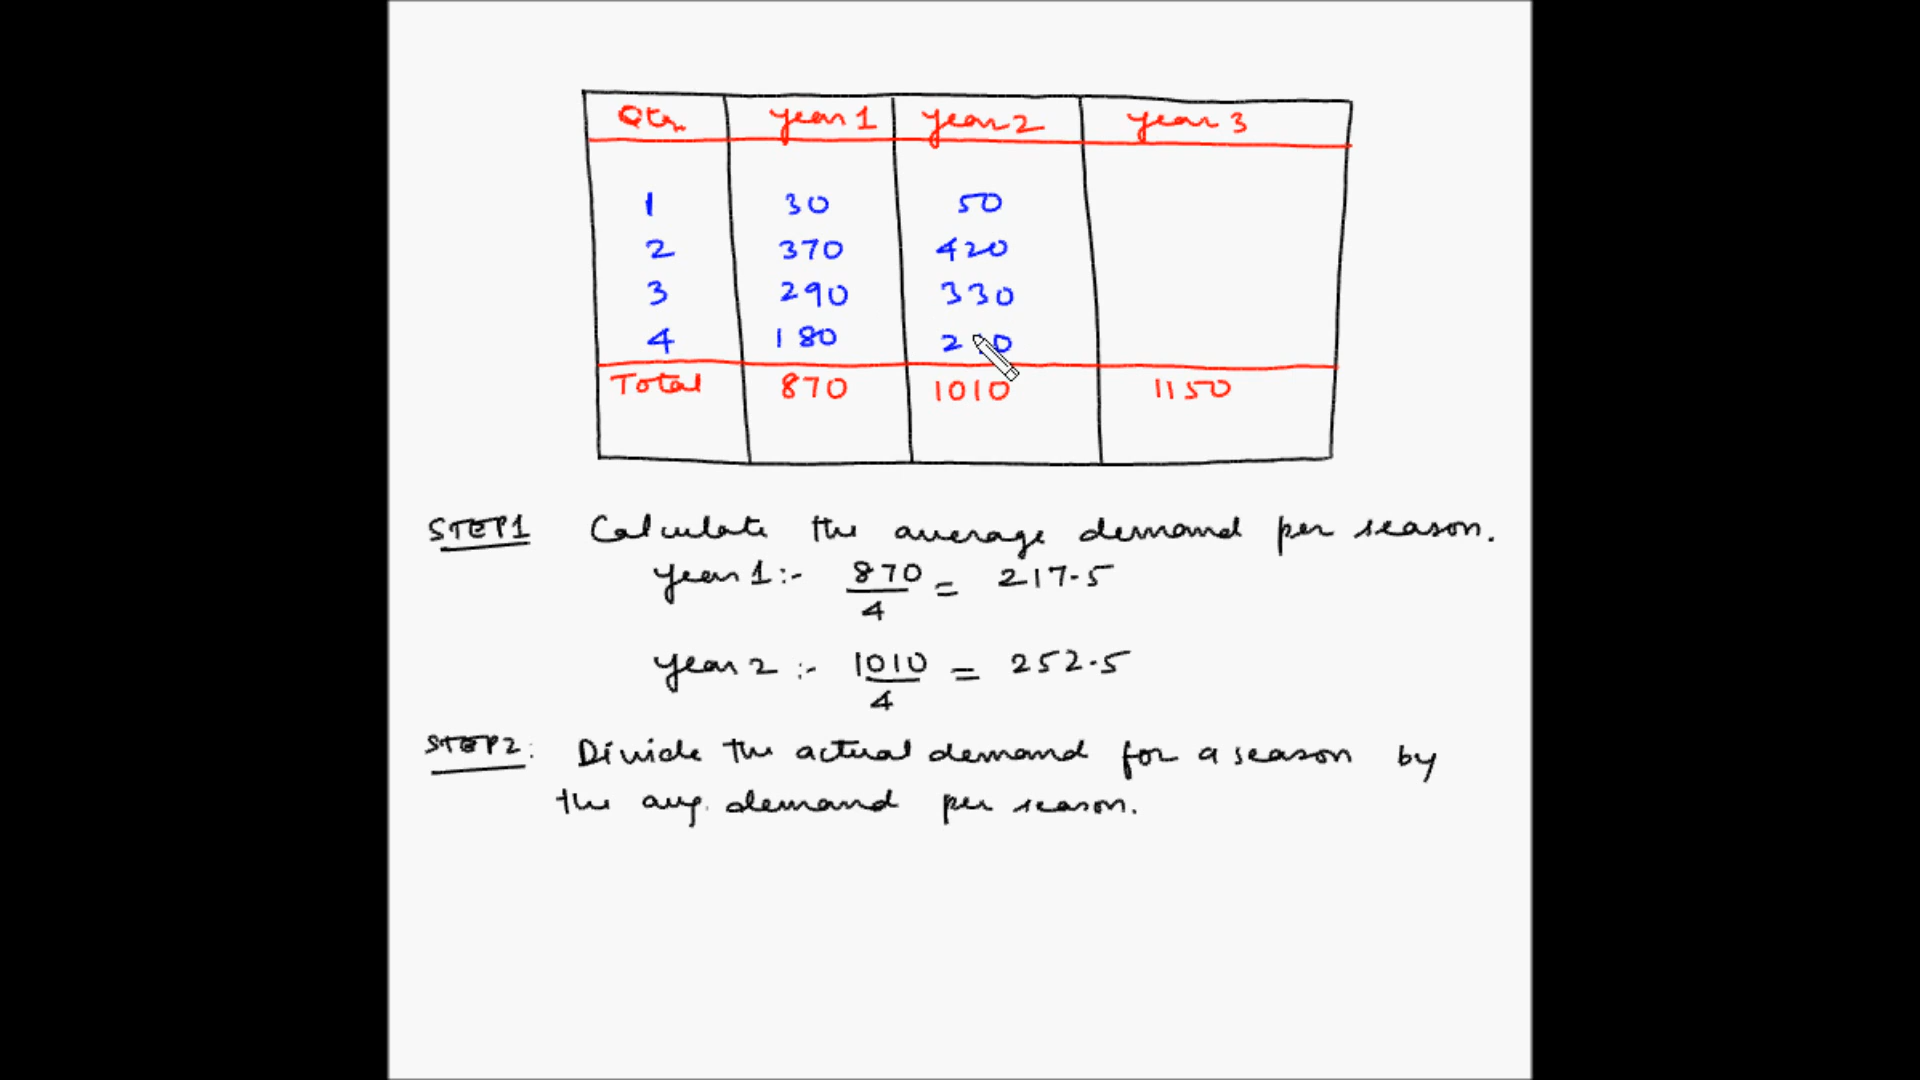 Qtr year 1 year 2 year 3
1 30 50
2 370 420
3 290 330
4 180
Total 870 1010 1150
STEP1 Calculate the average demand per season.
year 1:- 870/4 = 217.5
year 2 :- 1010/4 = 252.5
STEP2: Divide the actual demand for a season by
the avg. demand per season.